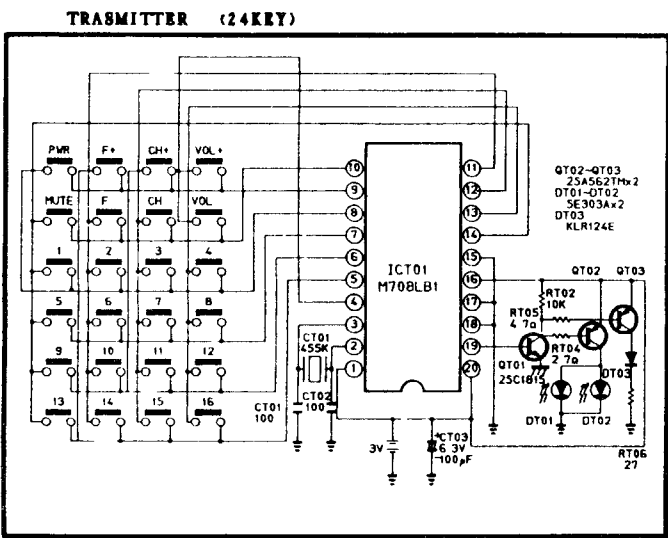 TRASMITTER (24KEY)
PWR F+ CH+ VOL+
MUTE F CH VOL
1 2 3 4
5 6 7 8
9 10 11 12
13 14 15 16
10 11
9 12
8 13
7 14
6 15
5 16
4 17
3 18
2 19
1 20
ICT01
M708LB1
CT01
455K
CT01
100
CT02
100
3V
+CT03
6 3V
100µF
QT02~QT03
2SA562TMx2
DT01~DT02
SE303Ax2
DT03
KLR124E
QT02 QT03
RT02
10K
RT05
4 7Ω
RT04
2 7Ω
QT01
2SC1815
DT03
DT01 DT02
RT06
27